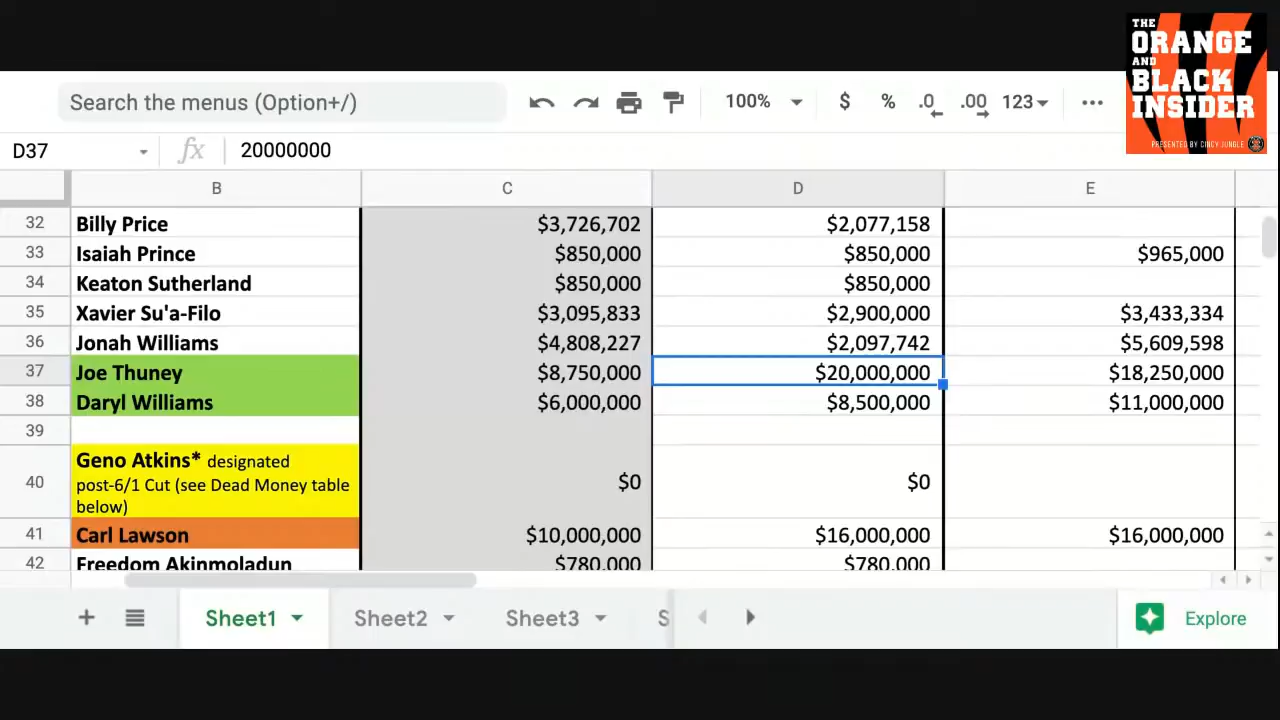 THE
ORANGE
AND
BLACK
INSIDER
PRESENTED BY CINCY JUNGLE
Search the menus (Option+/)
100% $ % .0 .00 123
D37 fx 20000000
B C D E
32 Billy Price $3,726,702 $2,077,158
33 Isaiah Prince $850,000 $850,000 $965,000
34 Keaton Sutherland $850,000 $850,000
35 Xavier Su'a-Filo $3,095,833 $2,900,000 $3,433,334
36 Jonah Williams $4,808,227 $2,097,742 $5,609,598
37 Joe Thuney $8,750,000 $20,000,000 $18,250,000
38 Daryl Williams $6,000,000 $8,500,000 $11,000,000
39
Geno Atkins* designated
40 post-6/1 Cut (see Dead Money table $0 $0
below)
41 Carl Lawson $10,000,000 $16,000,000 $16,000,000
42 Freedom Akinmoladun $780,000 $780,000
Sheet1 Sheet2 Sheet3 S Explore